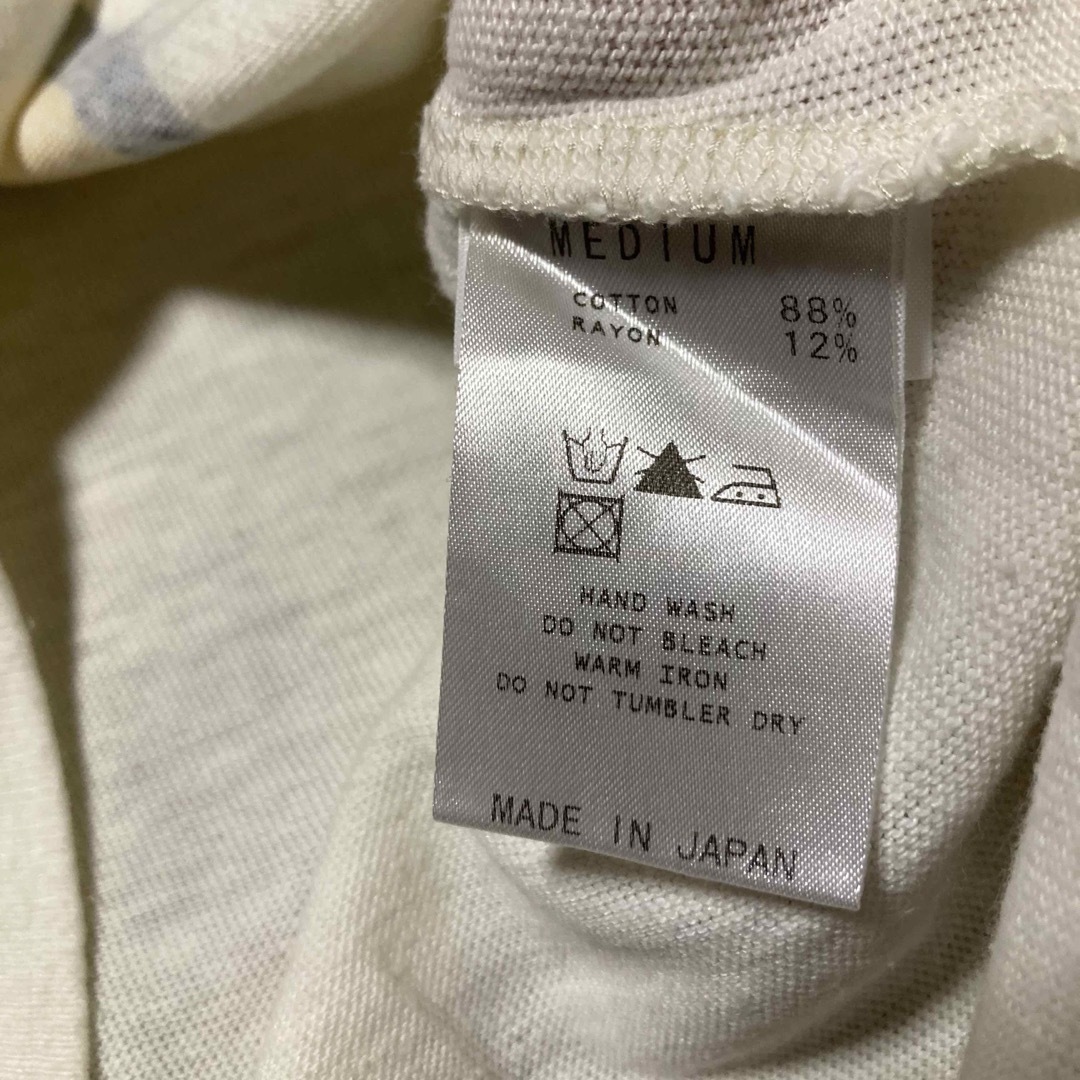 MEDIUM
COTTON 88%
RAYON 12%
HAND WASH
DO NOT BLEACH
WARM IRON
DO NOT TUMBLER DRY
MADE IN JAPAN